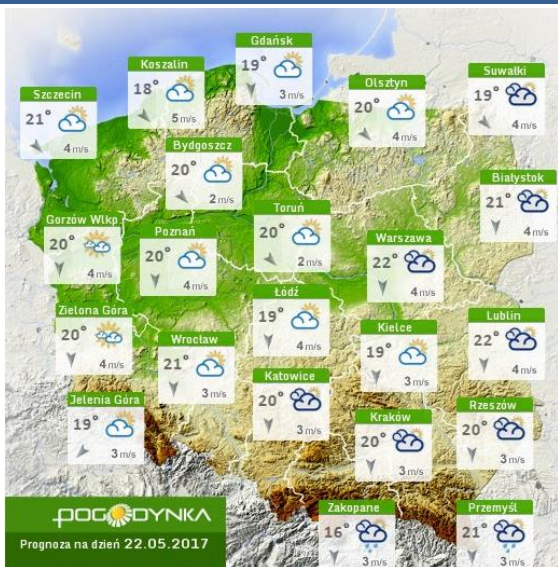 Gdańsk
19°
3 m/s
Koszalin
18°
5 m/s
Suwałki
19°
4 m/s
Olsztyn
20°
4 m/s
Szczecin
21°
4 m/s
Bydgoszcz
20°
2 m/s
Białystok
21°
4 m/s
Toruń
20°
2 m/s
Gorzów Wlkp
20°
4 m/s
Poznań
20°
4 m/s
Warszawa
22°
4 m/s
Łódź
19°
4 m/s
Zielona Góra
20°
4 m/s
Lublin
22°
4 m/s
Kielce
19°
3 m/s
Wrocław
21°
3 m/s
Katowice
20°
3 m/s
Jelenia Góra
19°
3 m/s
Rzeszów
20°
3 m/s
Kraków
20°
3 m/s
Zakopane
16°
3 m/s
Przemyśl
21°
3 m/s
POGODYNKA
Prognoza na dzień 22.05.2017